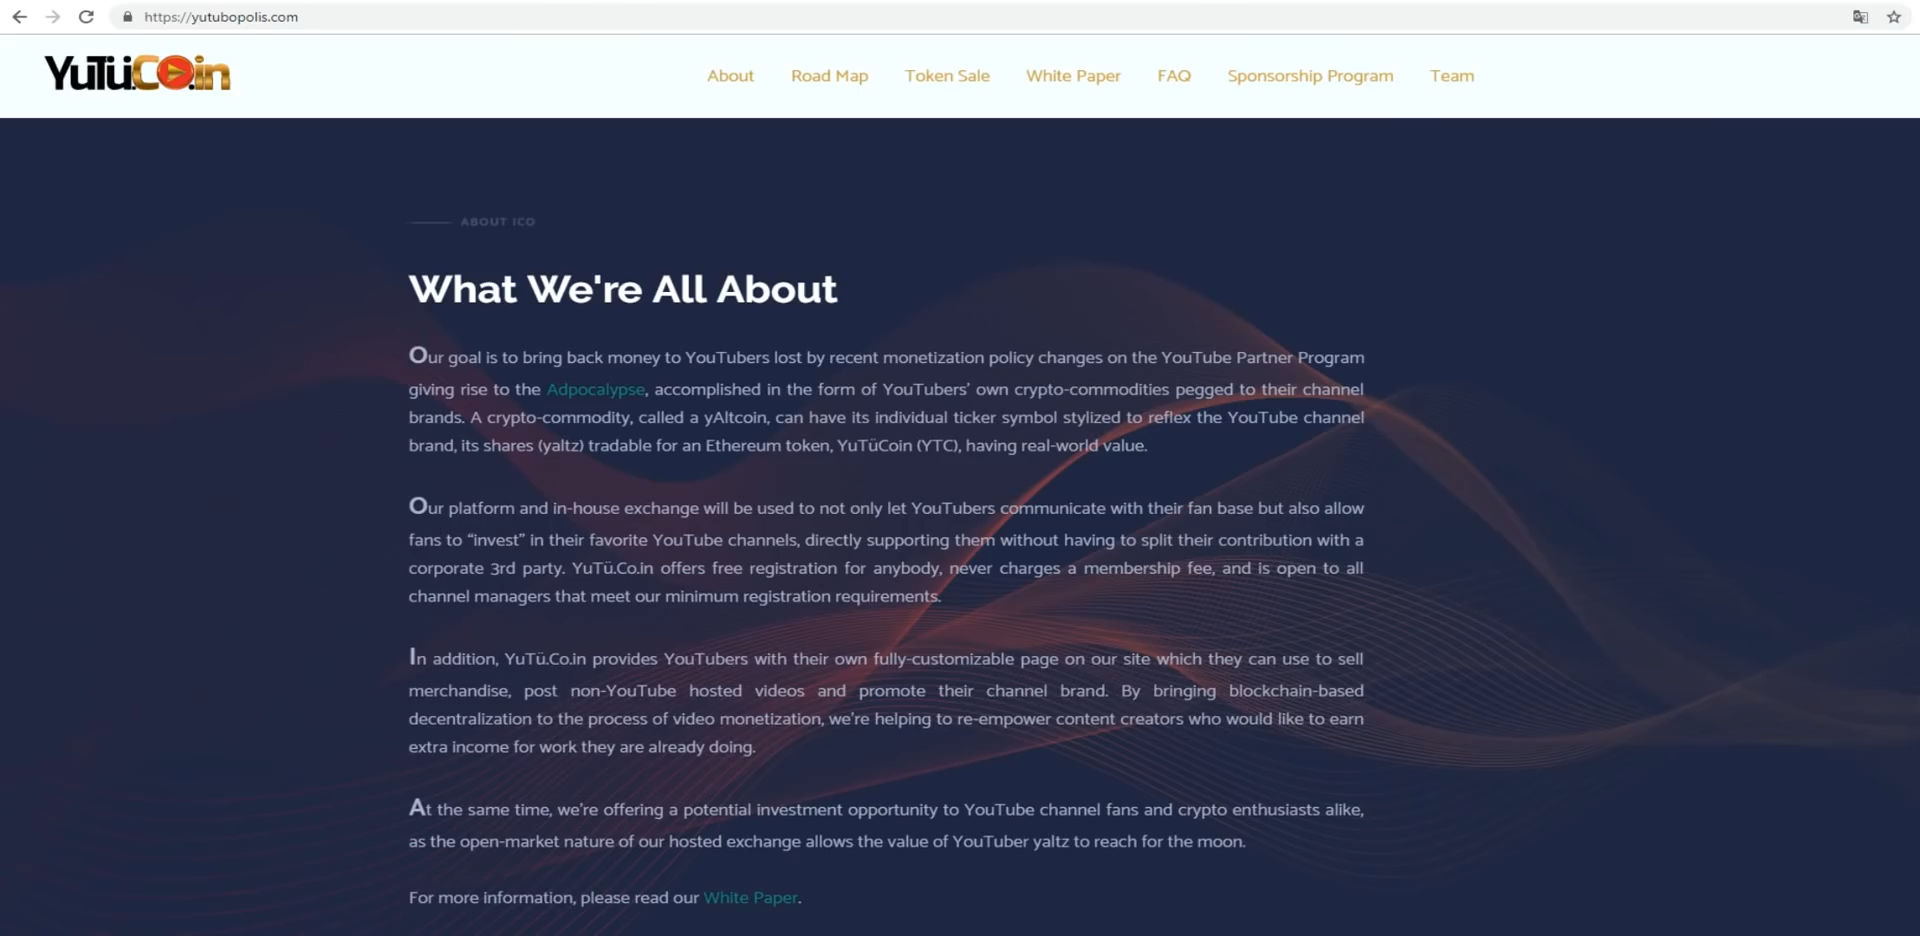 https://yutubopolis.com
YuTü.Co.in
About Road Map Token Sale White Paper FAQ Sponsorship Program Team
ABOUT ICO
What We're All About
Our goal is to bring back money to YouTubers lost by recent monetization policy changes on the YouTube Partner Program
giving rise to the Adpocalypse, accomplished in the form of YouTubers’ own crypto-commodities pegged to their channel
brands. A crypto-commodity, called a yAltcoin, can have its individual ticker symbol stylized to reflex the YouTube channel
brand, its shares (yaltz) tradable for an Ethereum token, YuTüCoin (YTC), having real-world value.
Our platform and in-house exchange will be used to not only let YouTubers communicate with their fan base but also allow
fans to “invest” in their favorite YouTube channels, directly supporting them without having to split their contribution with a
corporate 3rd party. YuTü.Co.in offers free registration for anybody, never charges a membership fee, and is open to all
channel managers that meet our minimum registration requirements.
In addition, YuTü.Co.in provides YouTubers with their own fully-customizable page on our site which they can use to sell
merchandise, post non-YouTube hosted videos and promote their channel brand. By bringing blockchain-based
decentralization to the process of video monetization, we’re helping to re-empower content creators who would like to earn
extra income for work they are already doing.
At the same time, we’re offering a potential investment opportunity to YouTube channel fans and crypto enthusiasts alike,
as the open-market nature of our hosted exchange allows the value of YouTuber yaltz to reach for the moon.
For more information, please read our White Paper.